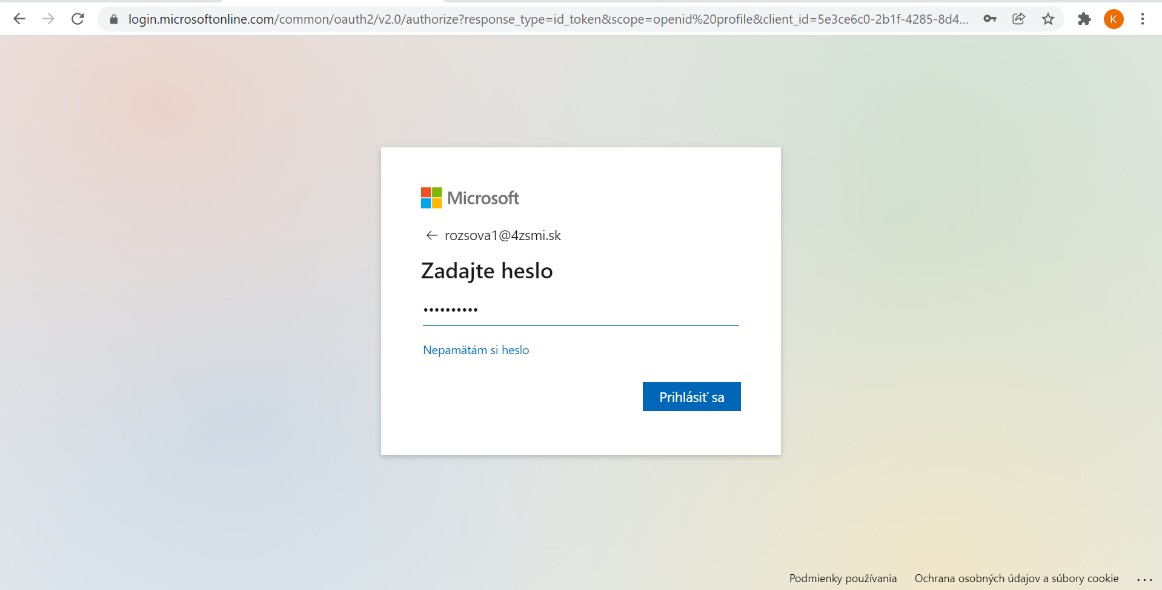 login.microsoftonline.com/common/oauth2/v2.0/authorize?response_type=id_token&scope=openid%20profile&client_id=5e3ce6c0-2b1f-4285-8d4...
K
Microsoft
← rozsova1@4zsmi.sk
Zadajte heslo
••••••••••
Nepamätám si heslo
Prihlásiť sa
Podmienky používania Ochrana osobných údajov a súbory cookie ...